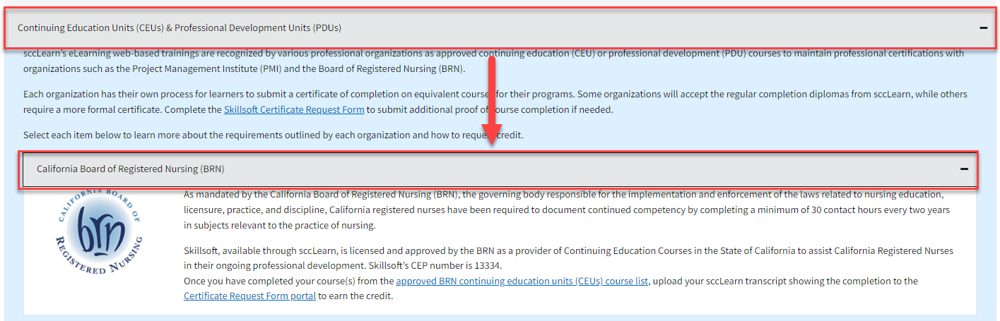 Continuing Education Units (CEUs) & Professional Development Units (PDUs)
sccLearn's eLearning web-based trainings are recognized by various professional organizations as approved continuing education (CEU) or professional development (PDU) courses to maintain professional certifications with
organizations such as the Project Management Institute (PMI) and the Board of Registered Nursing (BRN).
Each organization has their own process for learners to submit a certificate of completion on equivalent courses for their programs. Some organizations will accept the regular completion diplomas from sccLearn, while others
require a more formal certificate. Complete the Skillsoft Certificate Request Form to submit additional proof of course completion if needed.
Select each item below to learn more about the requirements outlined by each organization and how to request credit.
California Board of Registered Nursing (BRN)
CALIFORNIA BOARD OF
brn
REGISTERED NURSING
As mandated by the California Board of Registered Nursing (BRN), the governing body responsible for the implementation and enforcement of the laws related to nursing education,
licensure, practice, and discipline, California registered nurses have been required to document continued competency by completing a minimum of 30 contact hours every two years
in subjects relevant to the practice of nursing.
Skillsoft, available through sccLearn, is licensed and approved by the BRN as a provider of Continuing Education Courses in the State of California to assist California Registered Nurses
in their ongoing professional development. Skillsoft's CEP number is 13334.
Once you have completed your course(s) from the approved BRN continuing education units (CEUs) course list, upload your sccLearn transcript showing the completion to the
Certificate Request Form portal to earn the credit.